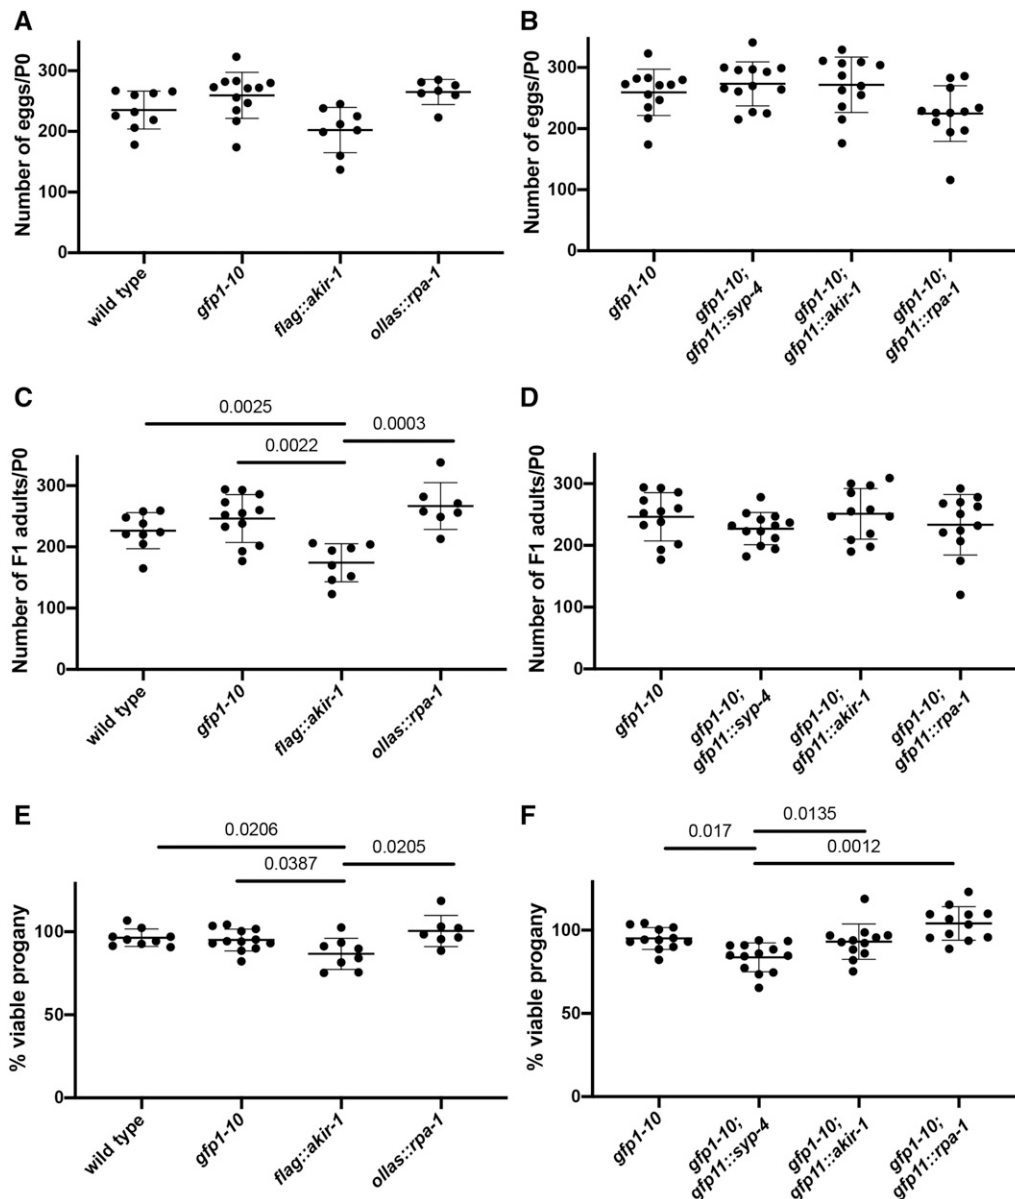 A
Number of eggs/P0
300
200
100
0
wild type
gfp1-10
flag::akir-1
ollas::rpa-1
B
Number of eggs/P0
300
200
100
0
gfp1-10
gfp1-10;
gfp11::syp-4
gfp1-10;
gfp11::akir-1
gfp1-10;
gfp11::rpa-1
C
0.0025
0.0003
0.0022
Number of F1 adults/P0
300
200
100
0
wild type
gfp1-10
flag::akir-1
ollas::rpa-1
D
Number of F1 adults/P0
300
200
100
0
gfp1-10
gfp1-10;
gfp11::syp-4
gfp1-10;
gfp11::akir-1
gfp1-10;
gfp11::rpa-1
E
0.0206
0.0205
0.0387
% viable progany
100
50
0
wild type
gfp1-10
flag::akir-1
ollas::rpa-1
F
0.0135
0.017
0.0012
% viable progany
100
50
0
gfp1-10
gfp1-10;
gfp11::syp-4
gfp1-10;
gfp11::akir-1
gfp1-10;
gfp11::rpa-1